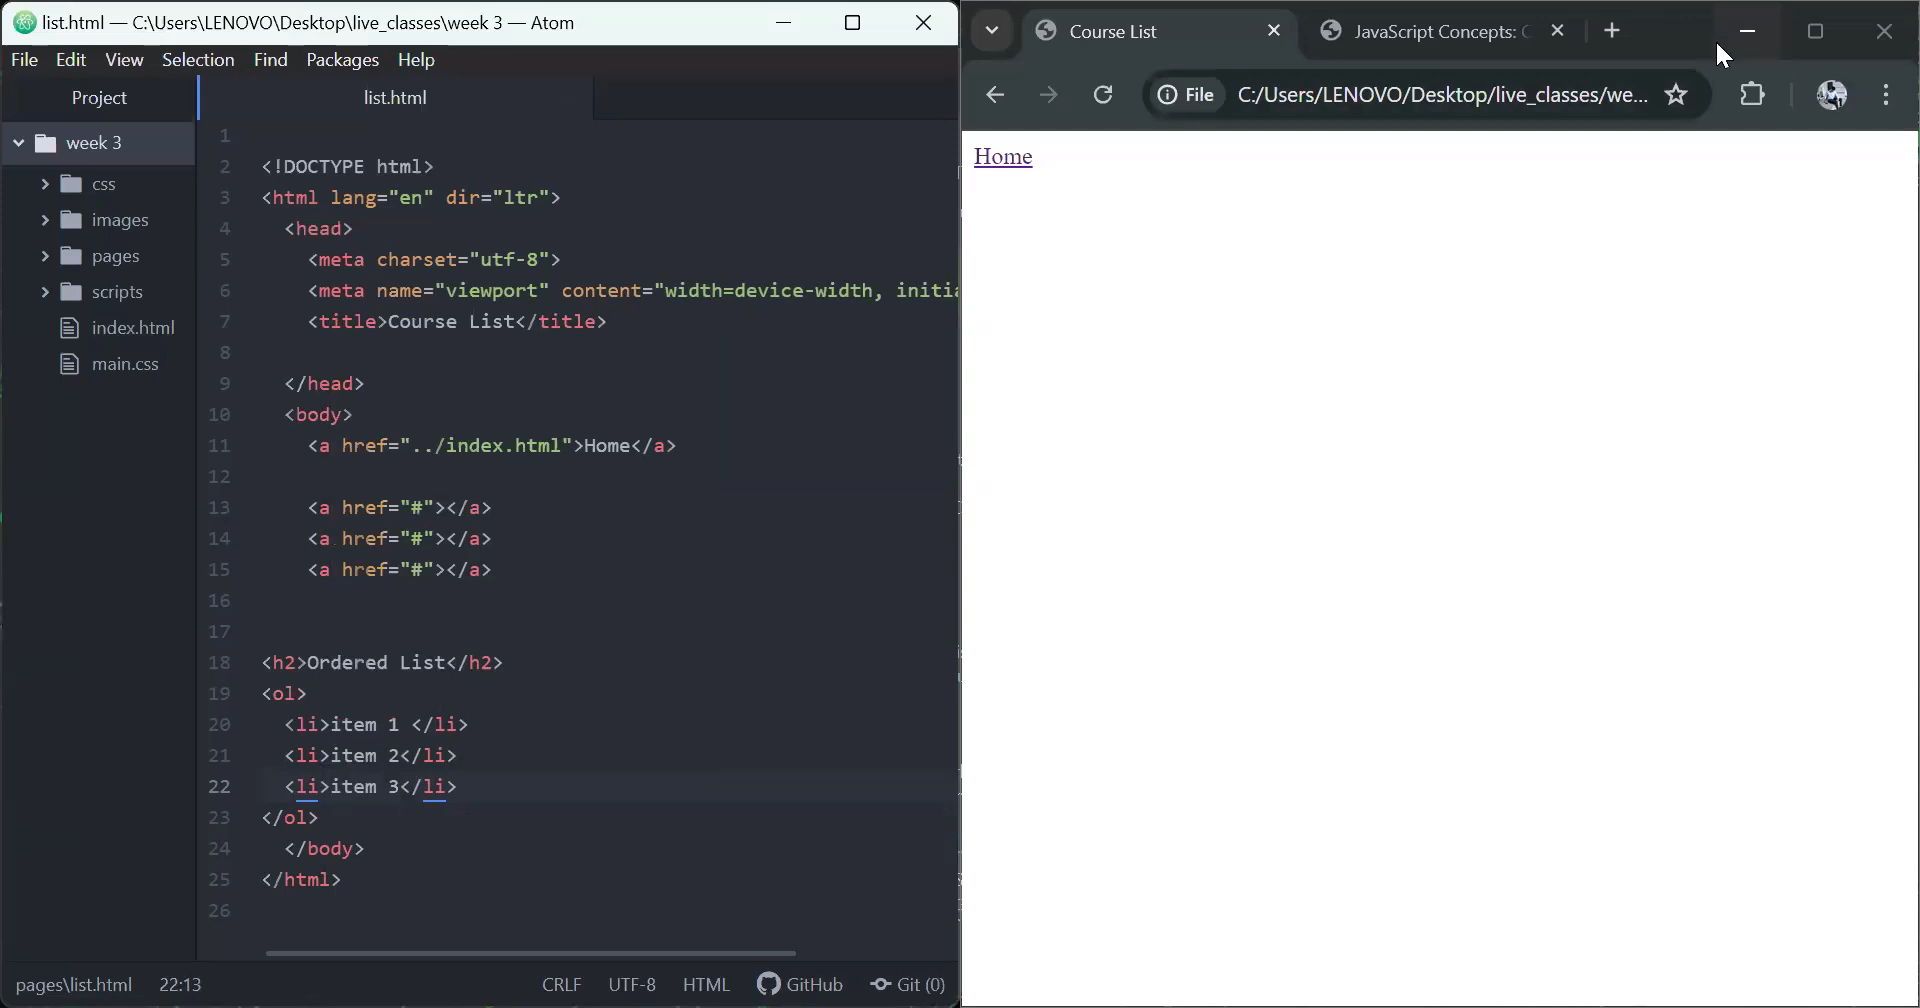 list.html — C:\Users\LENOVO\Desktop\live_classes\week 3 — Atom
File Edit View Selection Find Packages Help
Project
week 3
css
images
pages
scripts
index.html
main.css
list.html
1
2 <!DOCTYPE html>
3 <html lang="en" dir="ltr">
4 <head>
5 <meta charset="utf-8">
6 <meta name="viewport" content="width=device-width, initia
7 <title>Course List</title>
8
9 </head>
10 <body>
11 <a href="../index.html">Home</a>
12
13 <a href="#"></a>
14 <a href="#"></a>
15 <a href="#"></a>
16
17
18 <h2>Ordered List</h2>
19 <ol>
20 <li>item 1 </li>
21 <li>item 2</li>
22 <li>item 3</li>
23 </ol>
24 </body>
25 </html>
26
pages\list.html 22:13 CRLF UTF-8 HTML GitHub Git (0)
Course List JavaScript Concepts:
File C:/Users/LENOVO/Desktop/live_classes/we...
Home